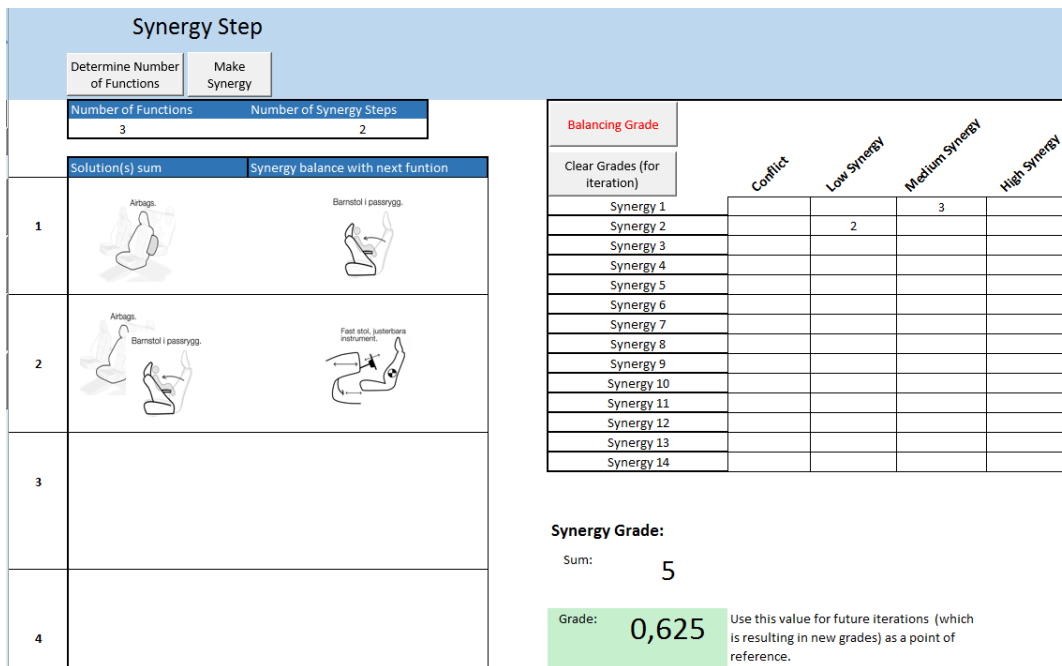 Synergy Step
Determine Number
of Functions
Make
Synergy
Number of Functions Number of Synergy Steps
3 2
Solution(s) sum Synergy balance with next funtion
1
Airbags.
Barnstol i passrygg.
2
Airbags.
Barnstol i passrygg.
Fast stol, justerbara
instrument.
3
4
Balancing Grade
Clear Grades (for
iteration)
Conflict
Low Synergy
Medium Synergy
High Synergy
Synergy 1 3
Synergy 2 2
Synergy 3
Synergy 4
Synergy 5
Synergy 6
Synergy 7
Synergy 8
Synergy 9
Synergy 10
Synergy 11
Synergy 12
Synergy 13
Synergy 14
Synergy Grade:
Sum: 5
Grade: 0,625
Use this value for future iterations (which
is resulting in new grades) as a point of
reference.